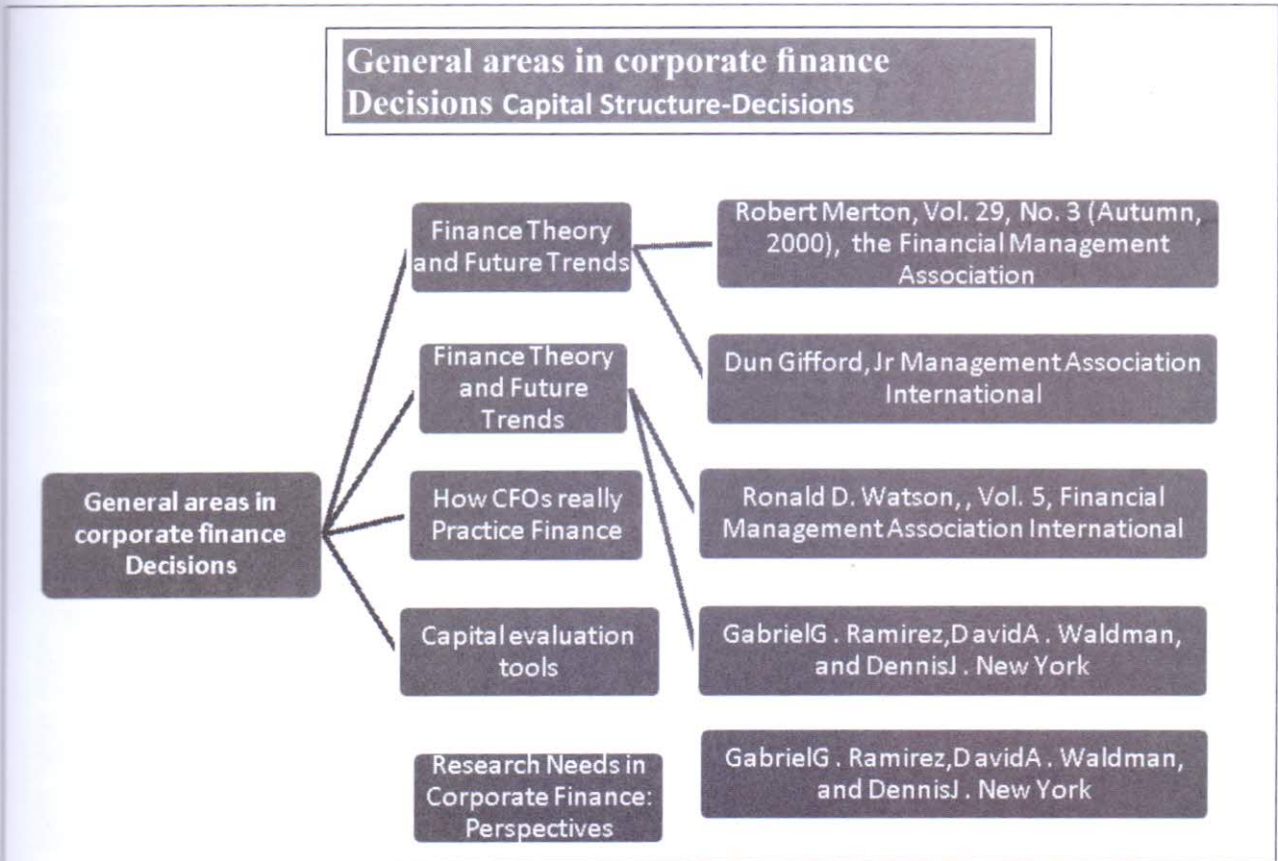 General areas in corporate finance
Decisions Capital Structure-Decisions
Finance Theory
and Future Trends
Robert Merton, Vol. 29, No. 3 (Autumn,
2000), the Financial Management
Association
Dun Gifford, Jr Management Association
International
Finance Theory
and Future
Trends
General areas in
corporate finance
Decisions
How CFOs really
Practice Finance
Ronald D. Watson,, Vol. 5, Financial
Management Association International
Capital evaluation
tools
GabrielG . Ramirez,DavidA . Waldman,
and DennisJ . New York
Research Needs in
Corporate Finance:
Perspectives
GabrielG . Ramirez,DavidA . Waldman,
and DennisJ . New York